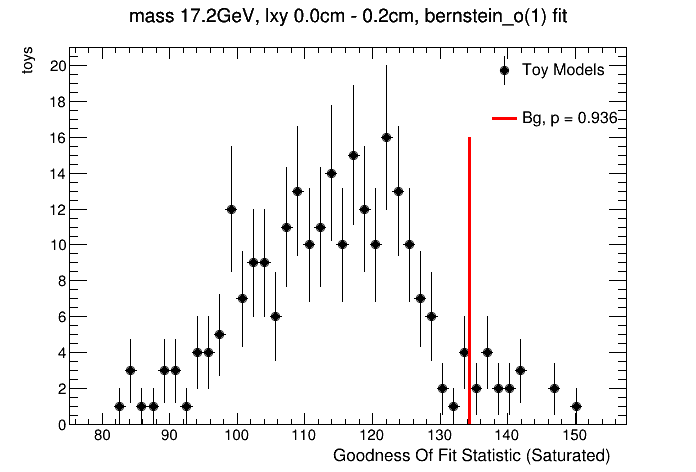 mass 17.2GeV, lxy 0.0cm - 0.2cm, bernstein_o(1) fit
toys
20
18
16
14
12
10
8
6
4
2
0
Toy Models
Bg, p = 0.936
80 90 100 110 120 130 140 150
Goodness Of Fit Statistic (Saturated)